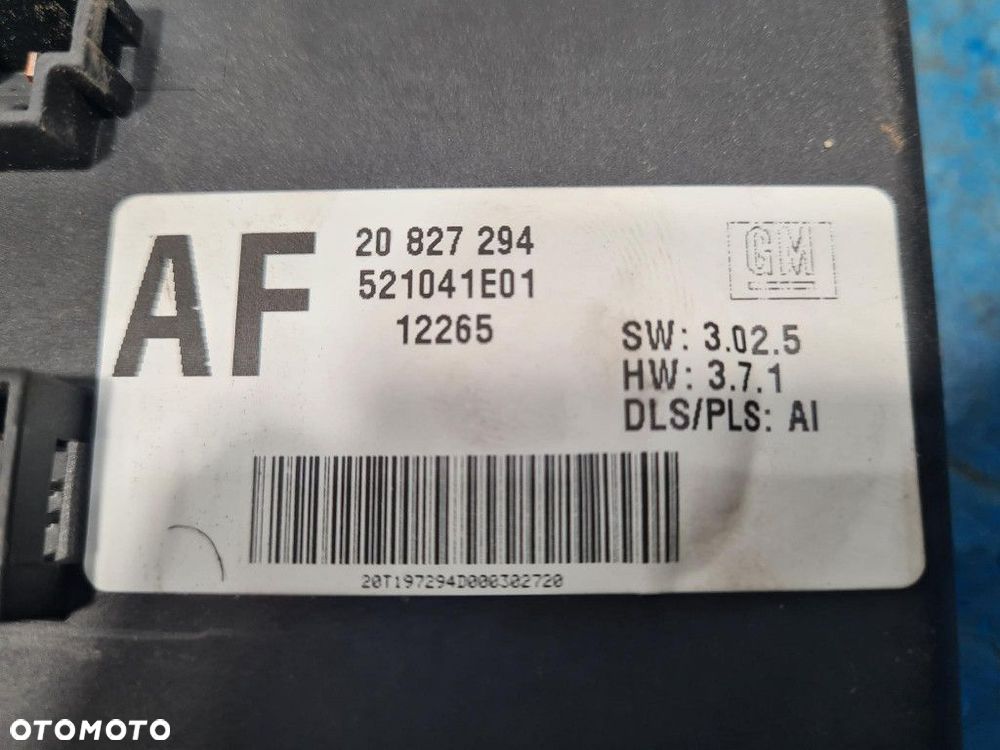 AF
20 827 294
521041E01
12265
GM
SW: 3.02.5
HW: 3.7.1
DLS/PLS: AI
20T197294D000302720
OTOMOTO